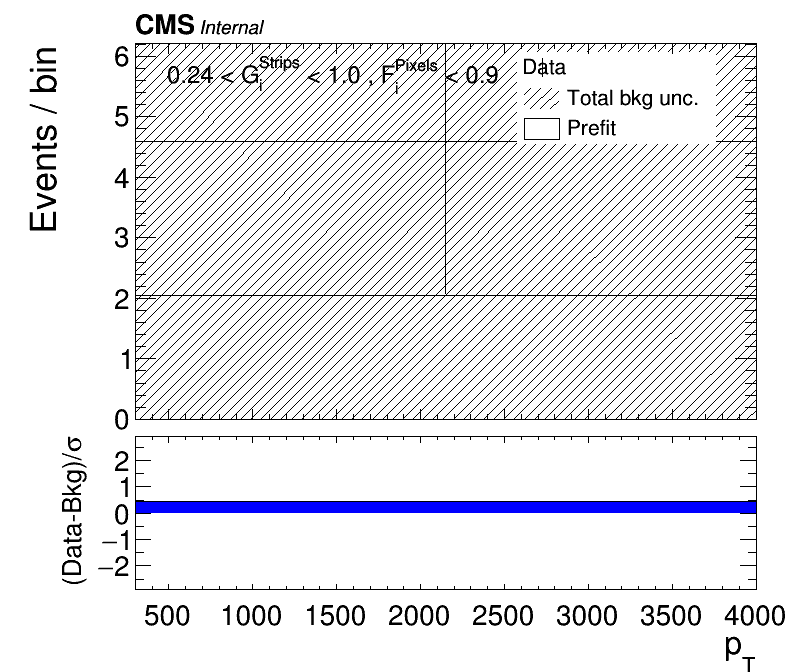 CMS Internal
0.24 < G_i^Strips < 1.0 , F_i^Pixels < 0.9
Data
Total bkg unc.
Prefit
Events / bin
6
5
4
3
2
1
0
(Data-Bkg)/σ
2
1
0
−1
−2
500 1000 1500 2000 2500 3000 3500 4000
p_T